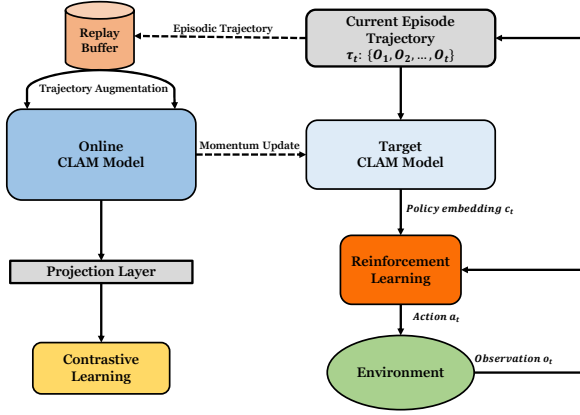 Replay
Buffer
Episodic Trajectory
Current Episode
Trajectory
τₜ: {O₁, O₂, ..., Oₜ}
Trajectory Augmentation
Online
CLAM Model
Momentum Update
Target
CLAM Model
Policy embedding cₜ
Projection Layer
Reinforcement
Learning
Action aₜ
Contrastive
Learning
Environment
Observation oₜ